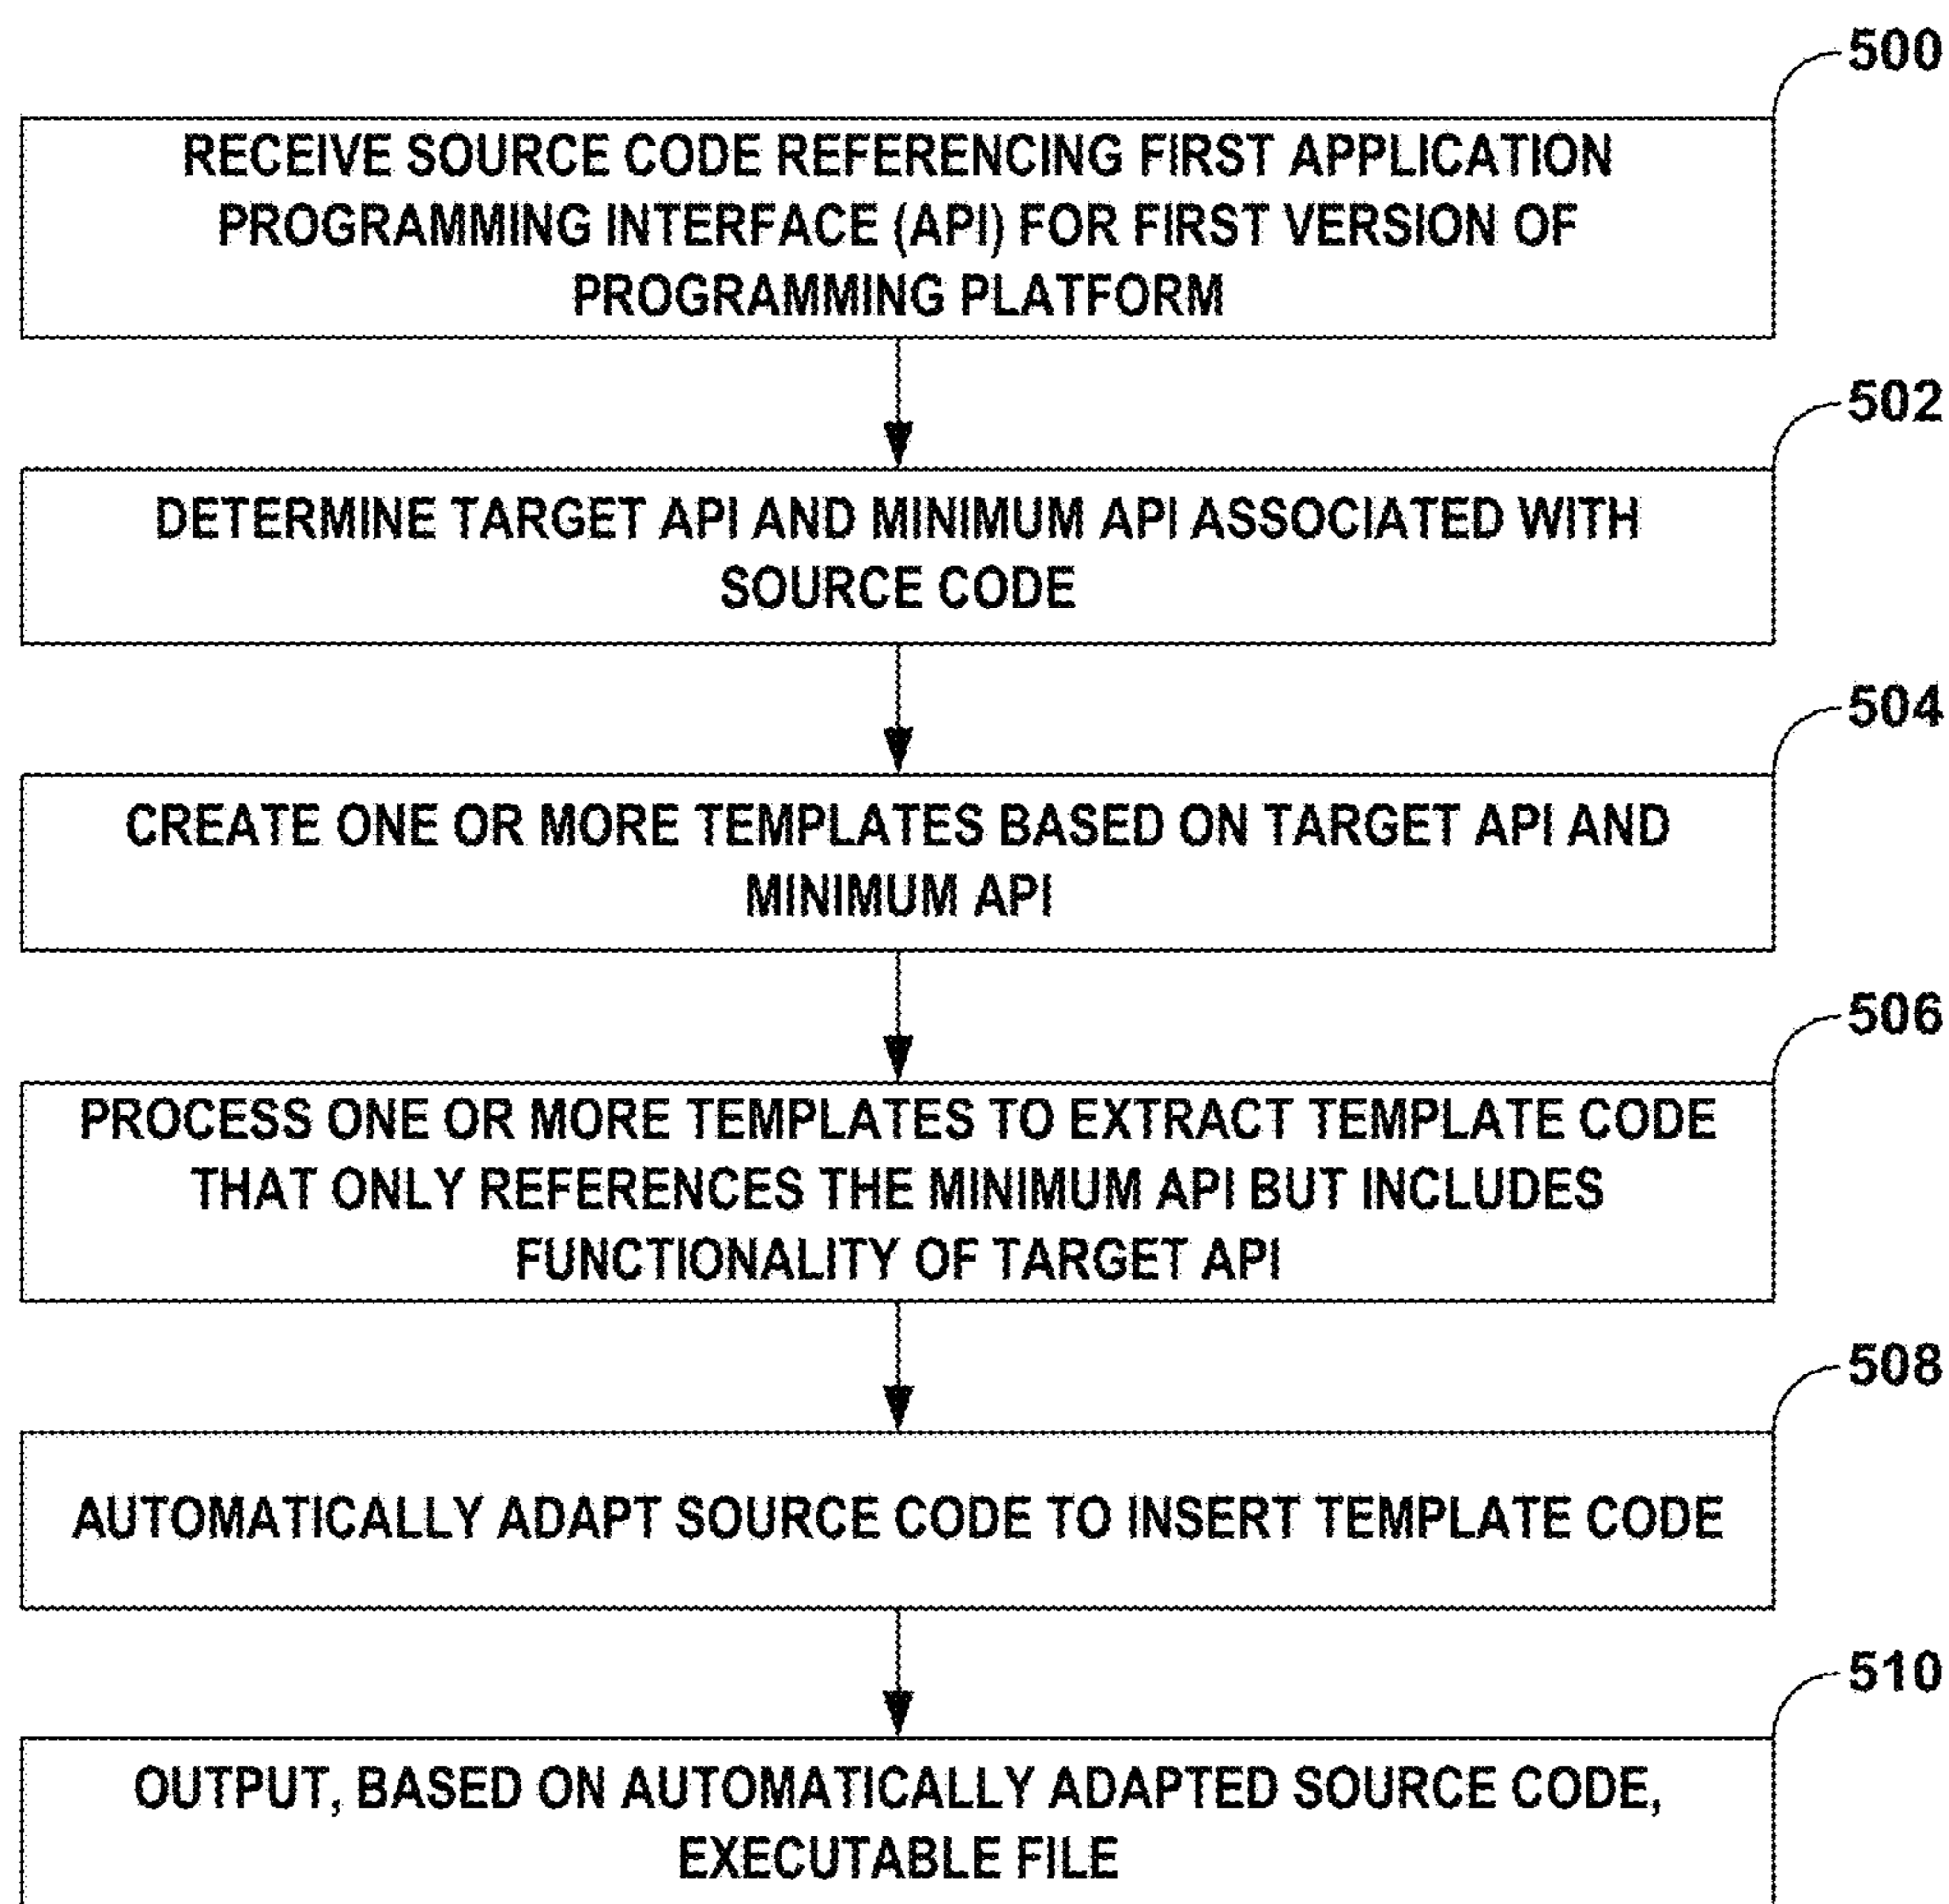 500
RECEIVE SOURCE CODE REFERENCING FIRST APPLICATION
PROGRAMMING INTERFACE (API) FOR FIRST VERSION OF
PROGRAMMING PLATFORM
502
DETERMINE TARGET API AND MINIMUM API ASSOCIATED WITH
SOURCE CODE
504
CREATE ONE OR MORE TEMPLATES BASED ON TARGET API AND
MINIMUM API
506
PROCESS ONE OR MORE TEMPLATES TO EXTRACT TEMPLATE CODE
THAT ONLY REFERENCES THE MINIMUM API BUT INCLUDES
FUNCTIONALITY OF TARGET API
508
AUTOMATICALLY ADAPT SOURCE CODE TO INSERT TEMPLATE CODE
510
OUTPUT, BASED ON AUTOMATICALLY ADAPTED SOURCE CODE,
EXECUTABLE FILE